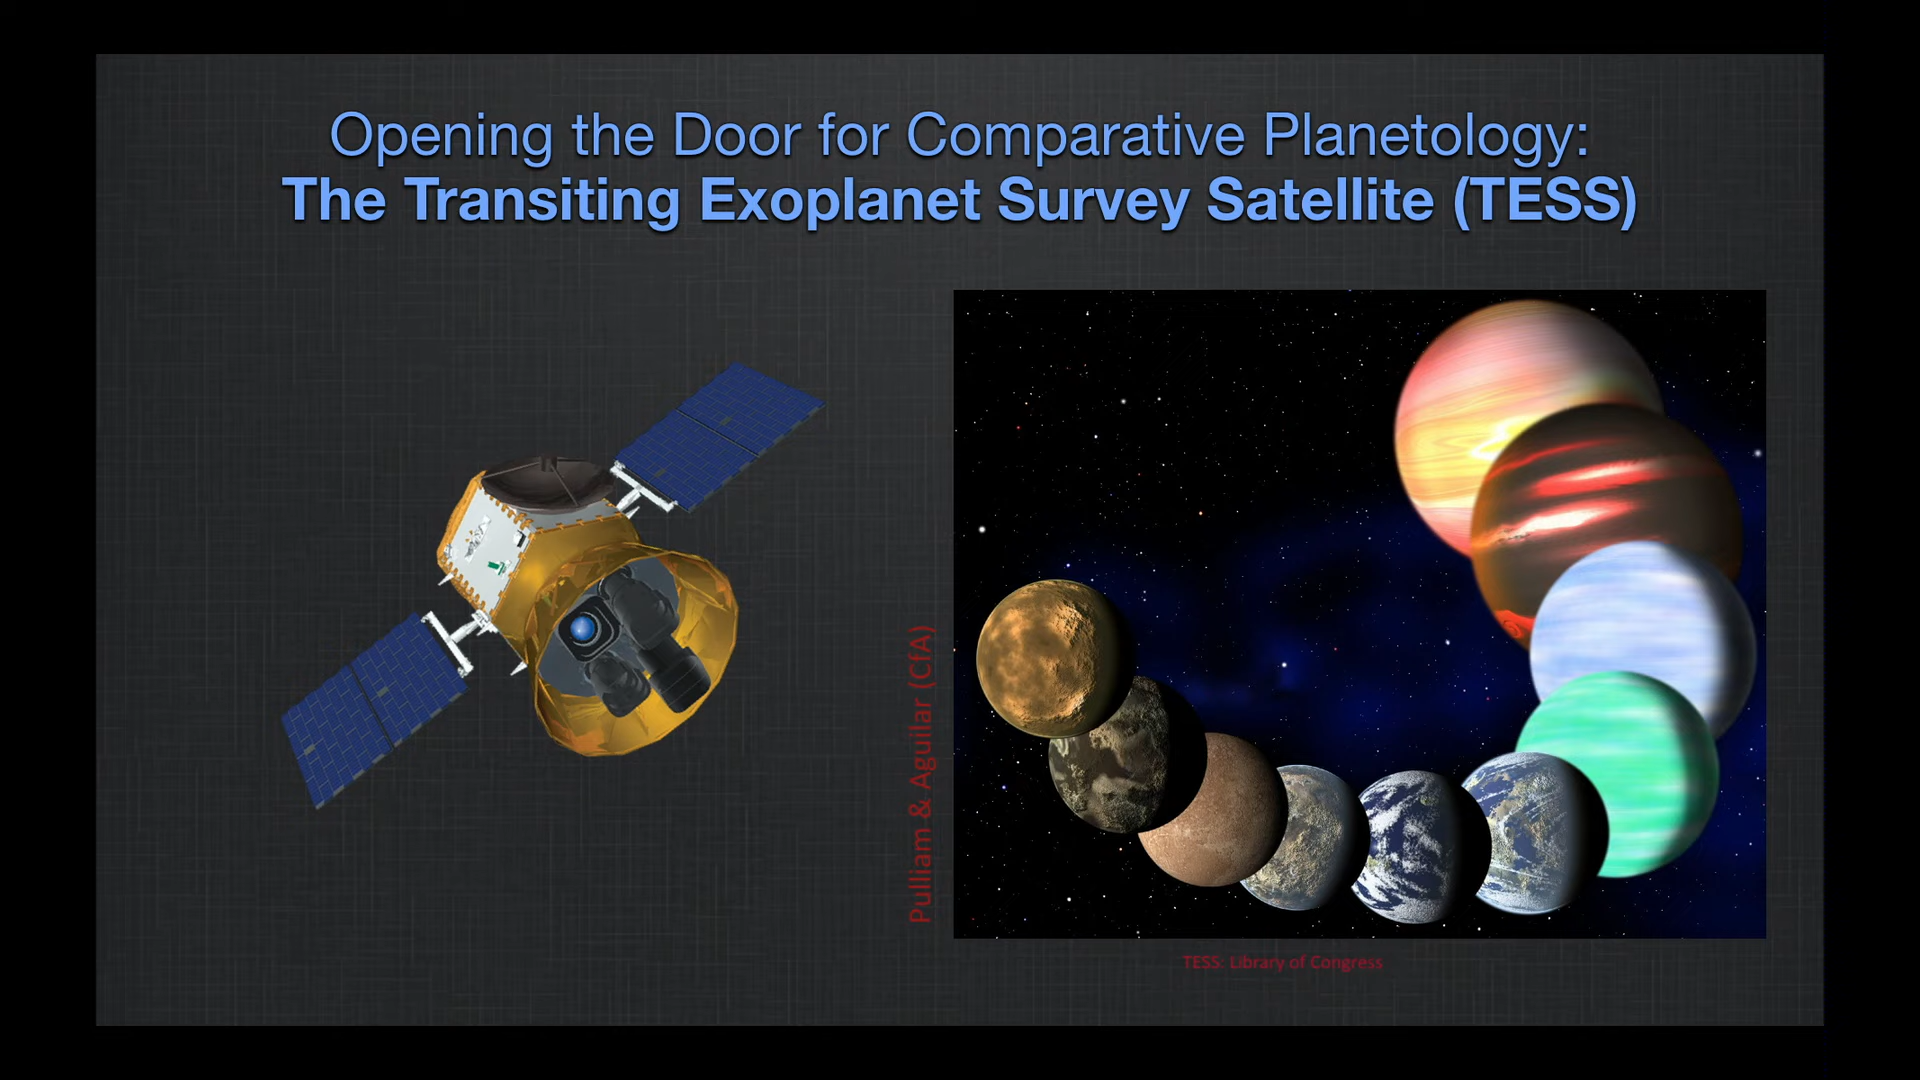 Opening the Door for Comparative Planetology:
The Transiting Exoplanet Survey Satellite (TESS)
Pulliam & Aguilar (CfA)
TESS: Library of Congress